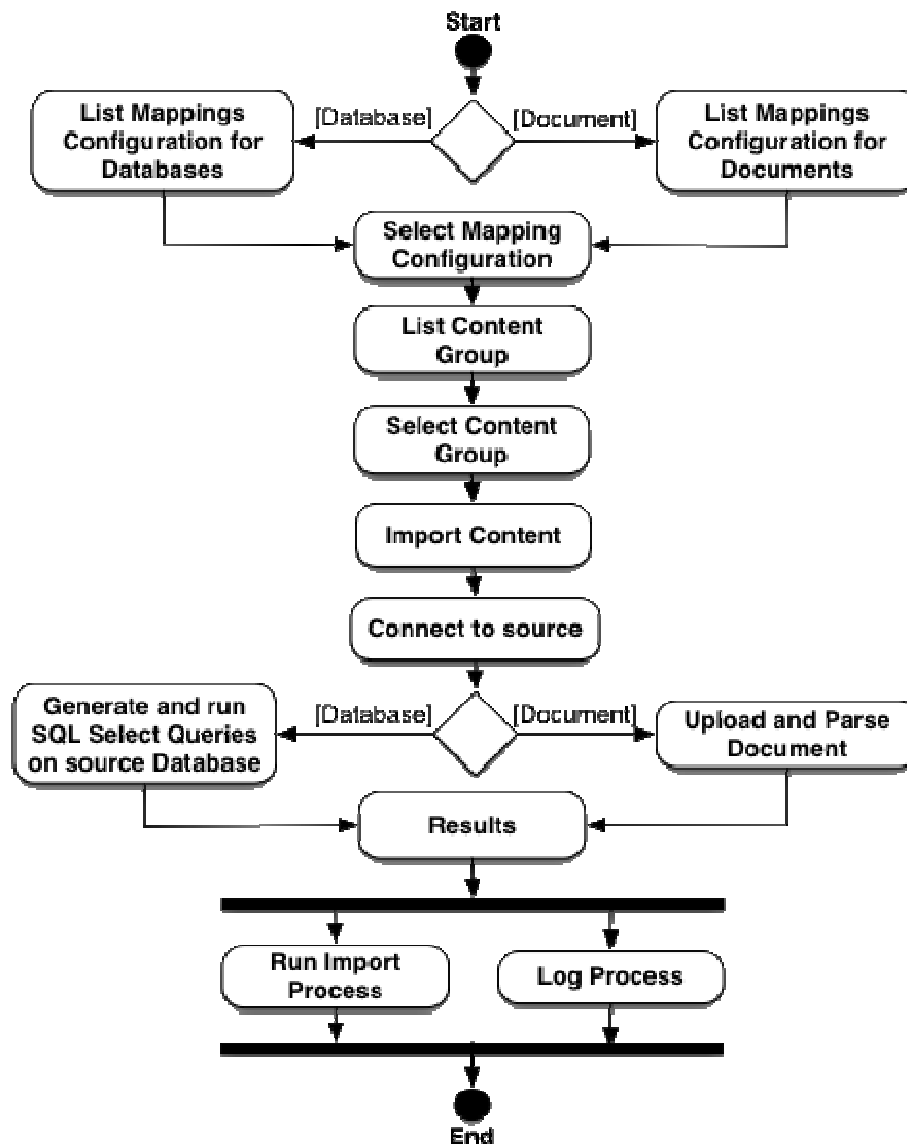 Start
List Mappings
Configuration for
Databases
[Database]
[Document]
List Mappings
Configuration for
Documents
Select Mapping
Configuration
List Content
Group
Select Content
Group
Import Content
Connect to source
Generate and run
SQL Select Queries
on source Database
[Database]
[Document]
Upload and Parse
Document
Results
Run Import
Process
Log Process
End